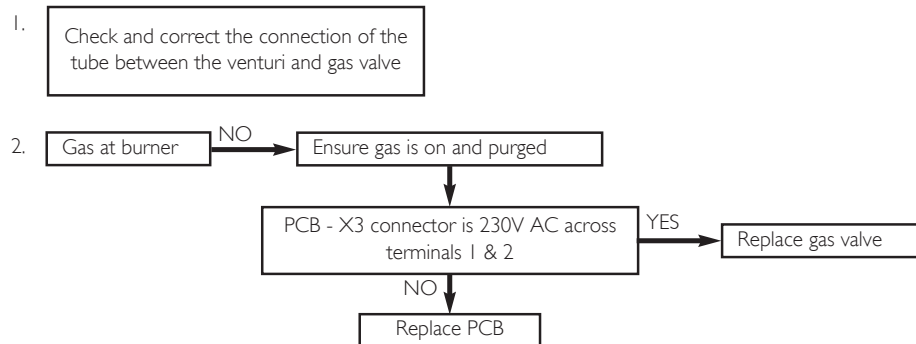 1.
Check and correct the connection of the
tube between the venturi and gas valve
2.
Gas at burner
NO
Ensure gas is on and purged
PCB - X3 connector is 230V AC across
terminals 1 & 2
YES
Replace gas valve
NO
Replace PCB